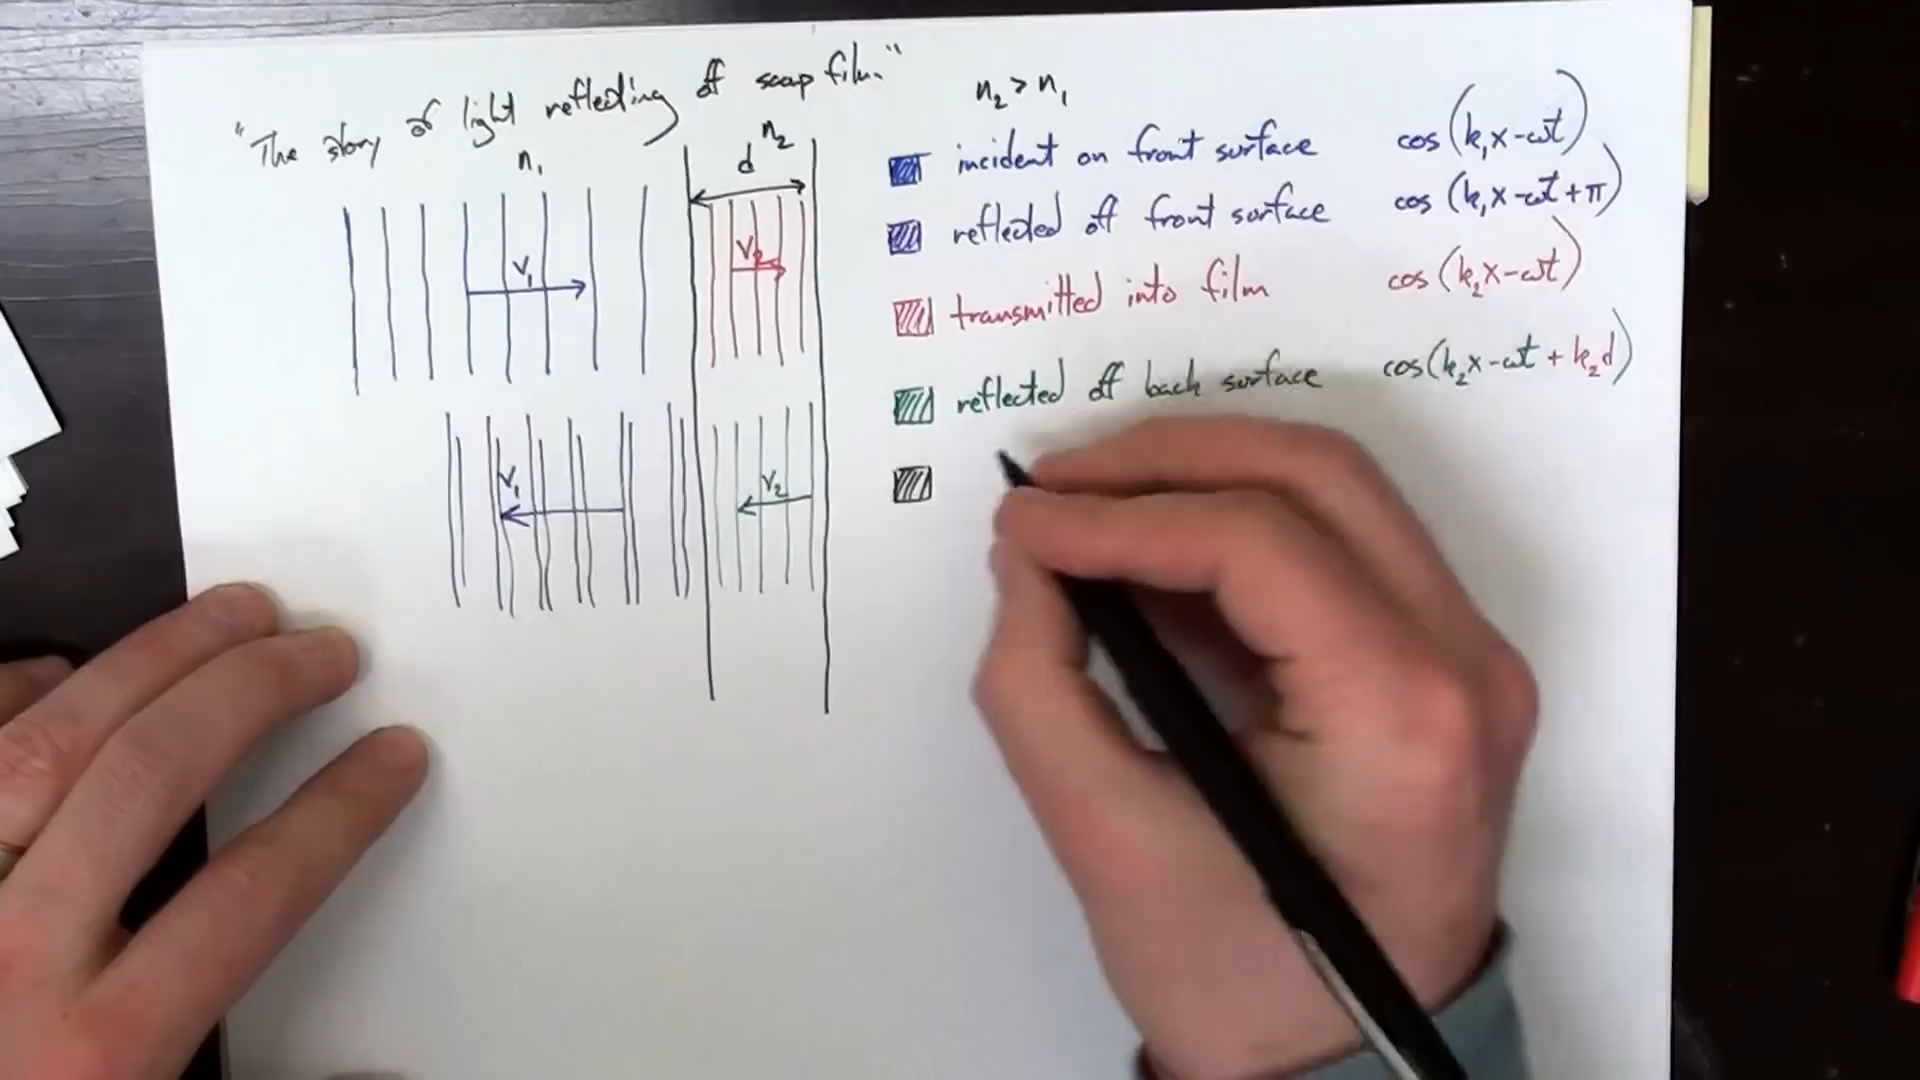 "The story of light reflecting off soap film."
n₁
n₂
d
v₁
v₂
v₁
v₂
n₂ > n₁
incident on front surface cos(k₁x-ωt)
reflected off front surface cos(k₁x-ωt+π)
transmitted into film cos(k₂x-ωt)
reflected off back surface cos(k₂x-ωt+k₂d)